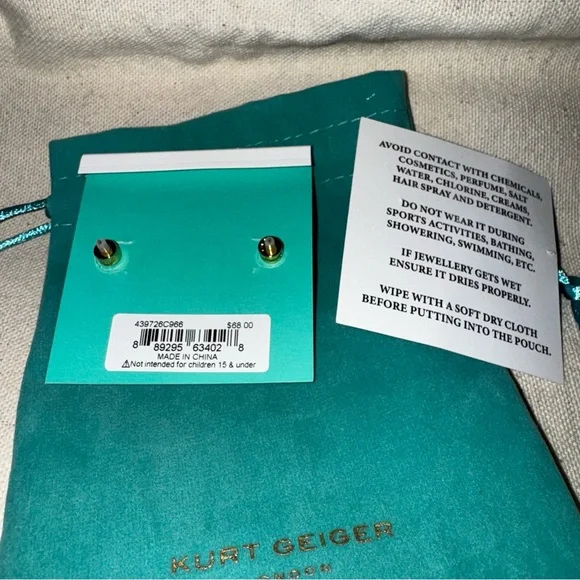 439726C966 $68.00
8 89295 63402 8
MADE IN CHINA
⚠Not intended for children 15 & under
AVOID CONTACT WITH CHEMICALS,
COSMETICS, PERFUME, SALT
WATER, CHLORINE, CREAMS,
HAIR SPRAY AND DETERGENT.
DO NOT WEAR IT DURING
SPORTS ACTIVITIES, BATHING,
SHOWERING, SWIMMING, ETC.
IF JEWELLERY GETS WET
ENSURE IT DRIES PROPERLY.
WIPE WITH A SOFT DRY CLOTH
BEFORE PUTTING INTO THE POUCH.
KURT GEIGER
LONDON